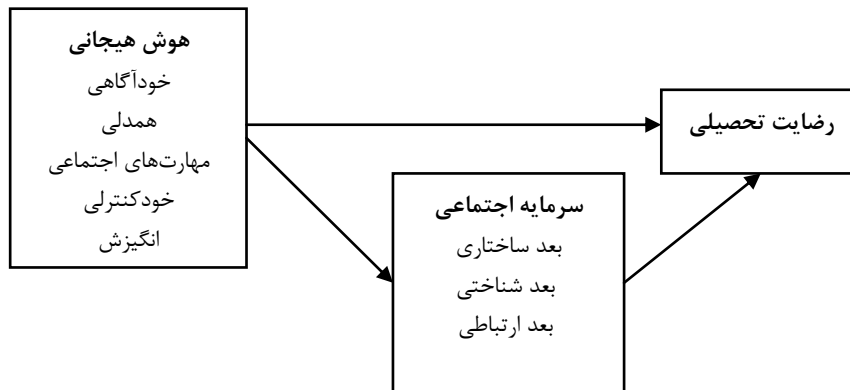 هوش هیجانی
خودآگاهی
همدلی
مهارت‌های اجتماعی
خودکنترلی
انگیزش
رضایت تحصیلی
سرمایه اجتماعی
بعد ساختاری
بعد شناختی
بعد ارتباطی